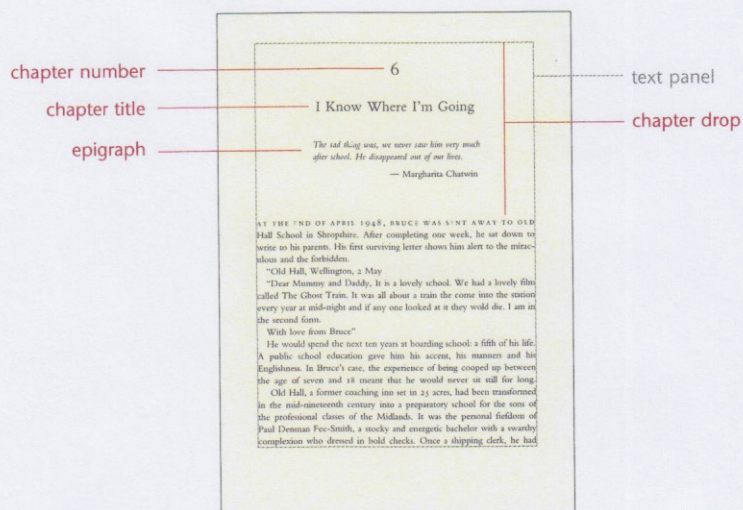 chapter number
chapter title
epigraph
text panel
chapter drop
6
I Know Where I'm Going
The sad thing was, we never saw him very much
after school. He disappeared out of our lives.
— Margharita Chatwin
AT THE END OF APRIL 1948, BRUCE WAS SENT AWAY TO OLD
Hall School in Shropshire. After completing one week, he sat down to
write to his parents. His first surviving letter shows him alert to the mirac-
ulous and the forbidden.
"Old Hall, Wellington, 2 May
"Dear Mummy and Daddy, It is a lovely school. We had a lovely film
called The Ghost Train. It was all about a train the come into the station
every year at mid-night and if any one looked at it they wold die. I am in
the second form.
With love from Bruce"
He would spend the next ten years at boarding school: a fifth of his life.
A public school education gave him his accent, his manners and his
Englishness. In Bruce's case, the experience of being cooped up between
the age of seven and 18 meant that he would never sit still for long.
Old Hall, a former coaching inn set in 25 acres, had been transformed
in the mid-nineteenth century into a preparatory school for the sons of
the professional classes of the Midlands. It was the personal fiefdom of
Paul Denman Fee-Smith, a stocky and energetic bachelor with a swarthy
complexion who dressed in bold checks. Once a shipping clerk, he had